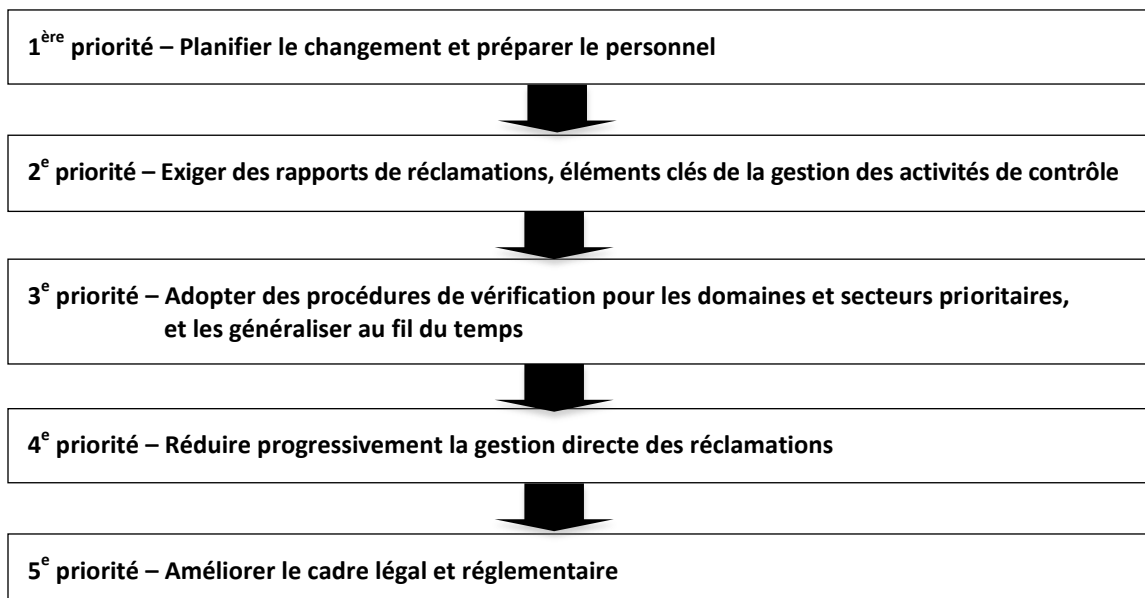 1ère priorité – Planifier le changement et préparer le personnel
2e priorité – Exiger des rapports de réclamations, éléments clés de la gestion des activités de contrôle
3e priorité – Adopter des procédures de vérification pour les domaines et secteurs prioritaires,
et les généraliser au fil du temps
4e priorité – Réduire progressivement la gestion directe des réclamations
5e priorité – Améliorer le cadre légal et réglementaire